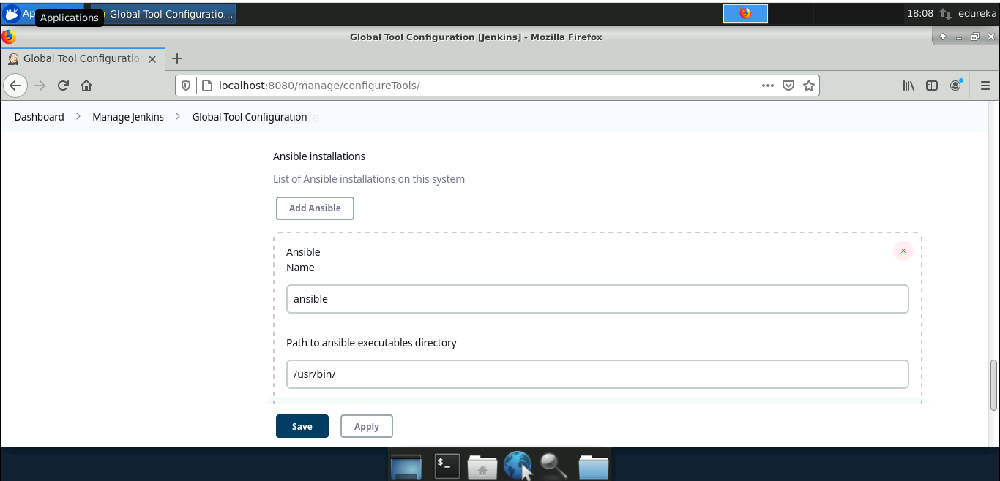 Ap
Applications
Global Tool Configuratio...
18:08
edureka
Global Tool Configuration [Jenkins] - Mozilla Firefox
Global Tool Configuration
localhost:8080/manage/configureTools/
Dashboard > Manage Jenkins > Global Tool Configuration
Ansible installations
List of Ansible installations on this system
Add Ansible
Ansible
Name
ansible
Path to ansible executables directory
/usr/bin/
Save
Apply
$_